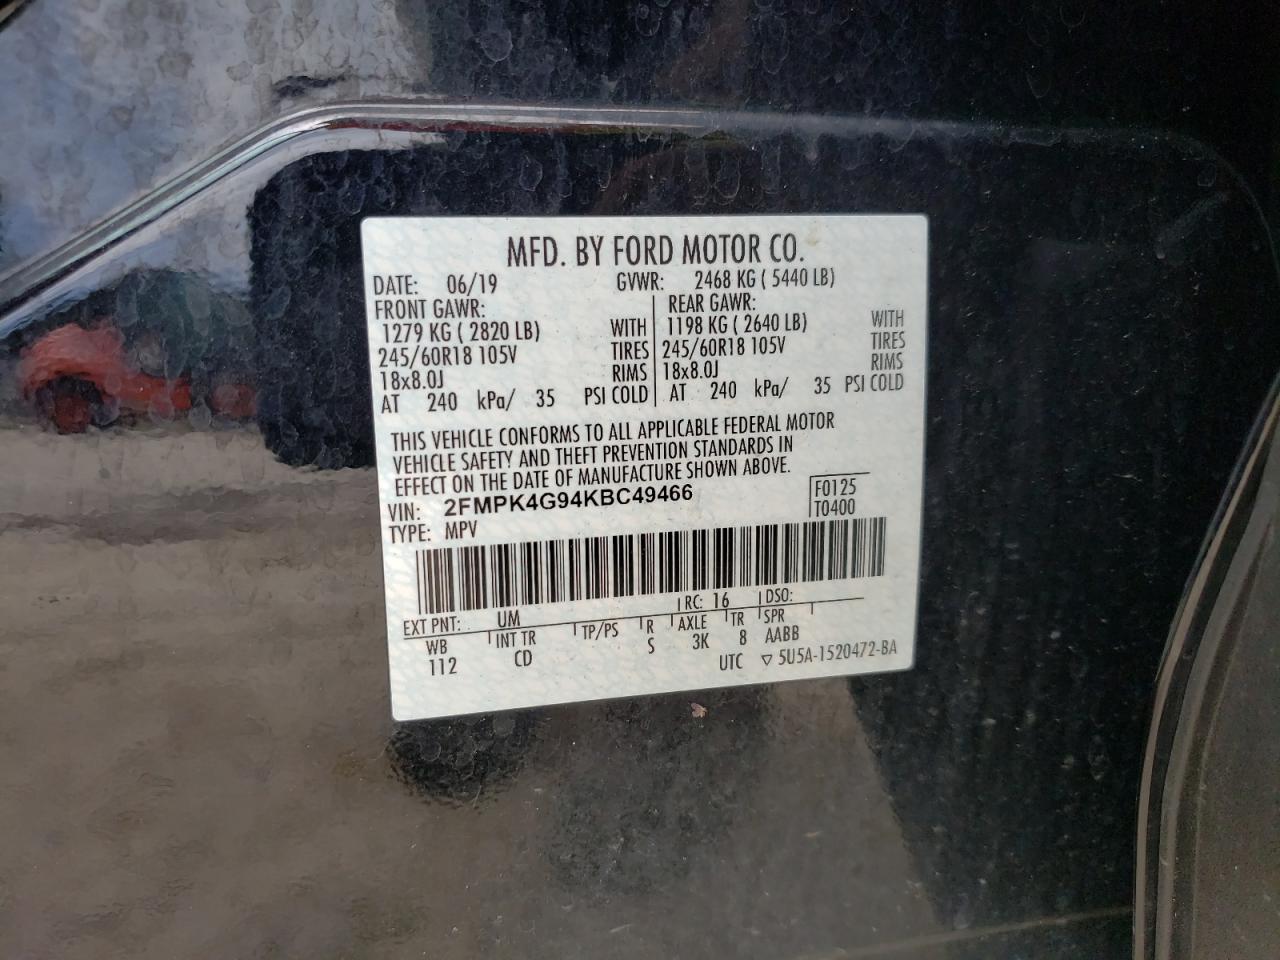 MFD. BY FORD MOTOR CO.
DATE: 06/19 GVWR: 2468 KG ( 5440 LB)
FRONT GAWR: REAR GAWR:
1279 KG ( 2820 LB) WITH 1198 KG ( 2640 LB) WITH
245/60R18 105V TIRES 245/60R18 105V TIRES
18x8.0J RIMS 18x8.0J RIMS
AT 240 kPa/ 35 PSI COLD AT 240 kPa/ 35 PSI COLD
THIS VEHICLE CONFORMS TO ALL APPLICABLE FEDERAL MOTOR
VEHICLE SAFETY AND THEFT PREVENTION STANDARDS IN
EFFECT ON THE DATE OF MANUFACTURE SHOWN ABOVE.
VIN: 2FMPK4G94KBC49466 F0125
TYPE: MPV T0400
EXT PNT: UM RC: 16 DSO:
WB INT TR TP/PS R AXLE TR SPR
112 CD S 3K 8 AABB
UTC ▽ 5U5A-1520472-BA